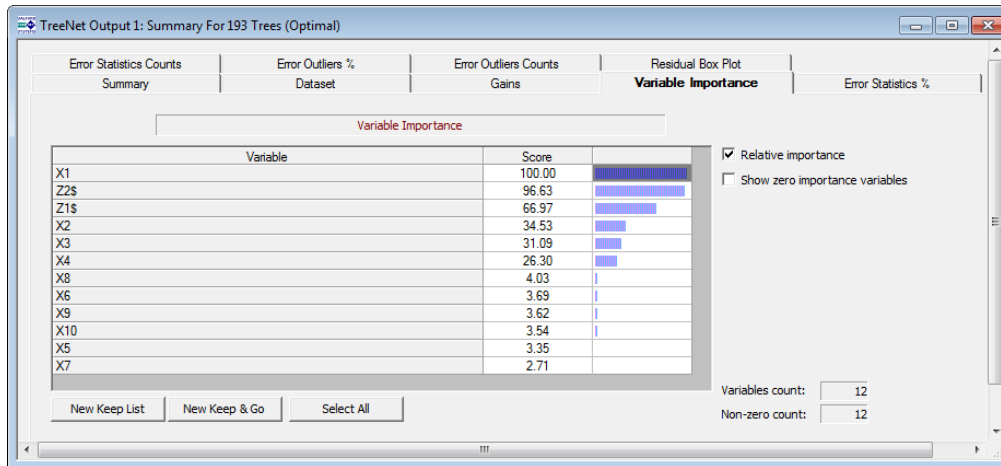 TreeNet Output 1: Summary For 193 Trees (Optimal)
Error Statistics Counts Error Outliers % Error Outliers Counts Residual Box Plot
Summary Dataset Gains Variable Importance Error Statistics %
Variable Importance
Variable Score
X1 100.00
Z2$ 96.63
Z1$ 66.97
X2 34.53
X3 31.09
X4 26.30
X8 4.03
X6 3.69
X9 3.62
X10 3.54
X5 3.35
X7 2.71
Relative importance
Show zero importance variables
Variables count: 12
Non-zero count: 12
New Keep List New Keep & Go Select All